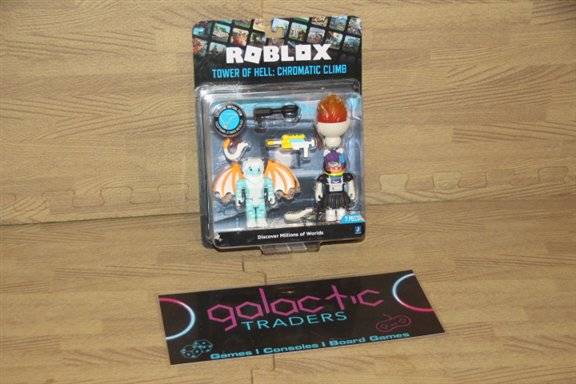 ROBLOX
TOWER OF HELL: CHROMATIC CLIMB
Discover Millions of Worlds
galactic
TRADERS
Games | Consoles | Board Games